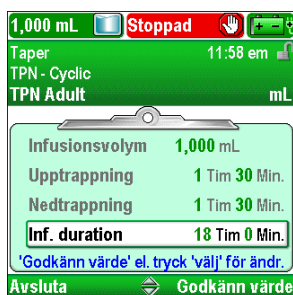 1,000 mL Stoppad
Taper 11:58 em
TPN - Cyclic
TPN Adult mL
Infusionsvolym 1,000 mL
Upptrappning 1 Tim 30 Min.
Nedtrappning 1 Tim 30 Min.
Inf. duration 18 Tim 0 Min.
'Godkänn värde' el. tryck 'välj' för ändr.
Avsluta Godkänn värde